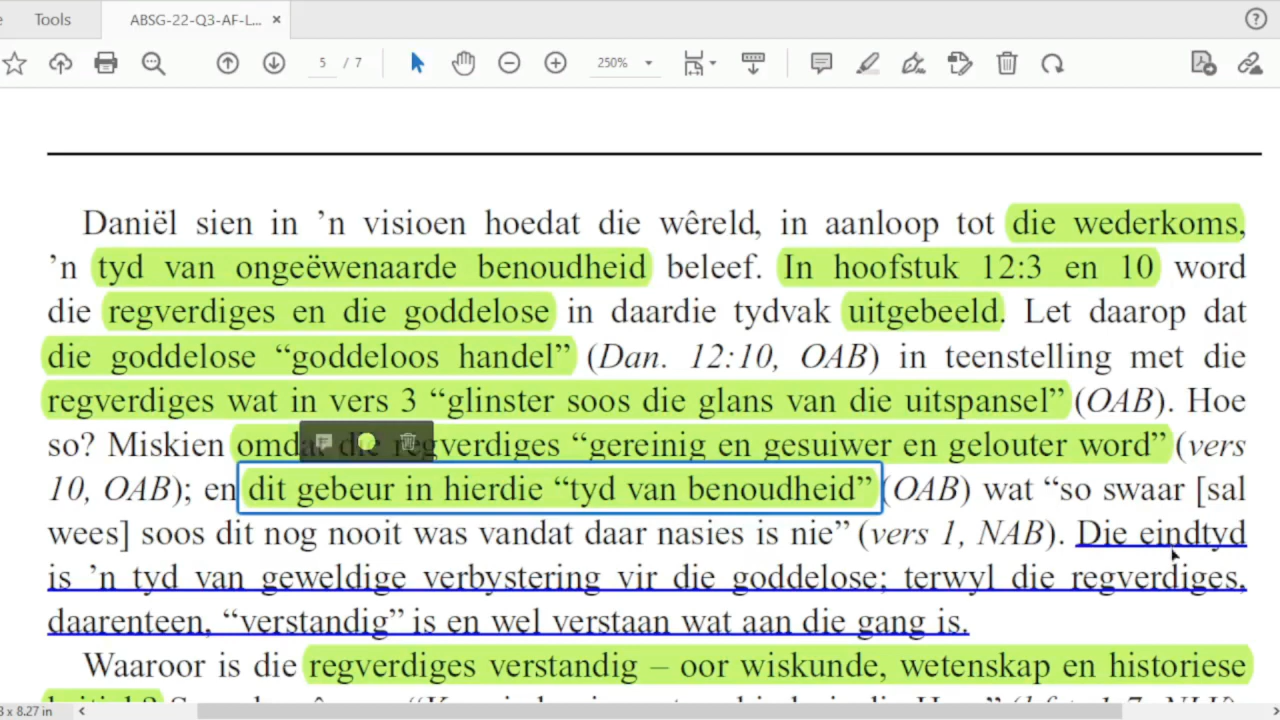 Tools
ABSG-22-Q3-AF-L... ×
5 / 7
250%
Daniël sien in ’n visioen hoedat die wêreld, in aanloop tot die wederkoms,
’n tyd van ongeëwenaarde benoudheid beleef. In hoofstuk 12:3 en 10 word
die regverdiges en die goddelose in daardie tydvak uitgebeeld. Let daarop dat
die goddelose “goddeloos handel” (Dan. 12:10, OAB) in teenstelling met die
regverdiges wat in vers 3 “glinster soos die glans van die uitspansel” (OAB). Hoe
so? Miskien omdat die regverdiges “gereinig en gesuiwer en gelouter word” (vers
10, OAB); en dit gebeur in hierdie “tyd van benoudheid” (OAB) wat “so swaar [sal
wees] soos dit nog nooit was vandat daar nasies is nie” (vers 1, NAB). Die eindtyd
is ’n tyd van geweldige verbystering vir die goddelose; terwyl die regverdiges,
daarenteen, “verstandig” is en wel verstaan wat aan die gang is.
Waaroor is die regverdiges verstandig – oor wiskunde, wetenskap en historiese
x 8.27 in